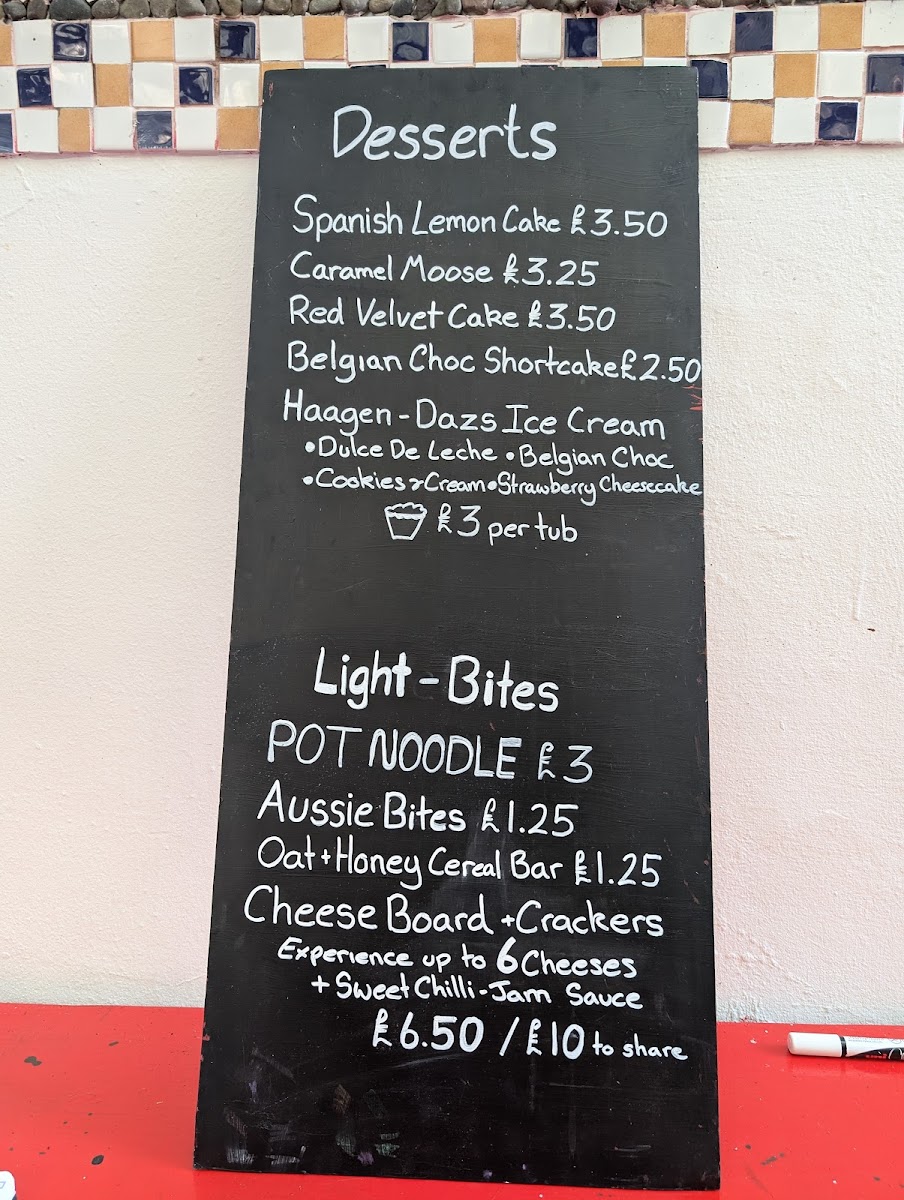 Desserts
Spanish Lemon Cake £3.50
Caramel Moose £3.25
Red Velvet Cake £3.50
Belgian Choc Shortcake £2.50
Haagen-Dazs Ice Cream
•Dulce De Leche •Belgian Choc
•Cookies & Cream •Strawberry Cheesecake
£3 per tub
Light-Bites
POT NOODLE £3
Aussie Bites £1.25
Oat + Honey Cereal Bar £1.25
Cheese Board + Crackers
Experience up to 6 Cheeses
+ Sweet Chilli-Jam Sauce
£6.50 / £10 to share